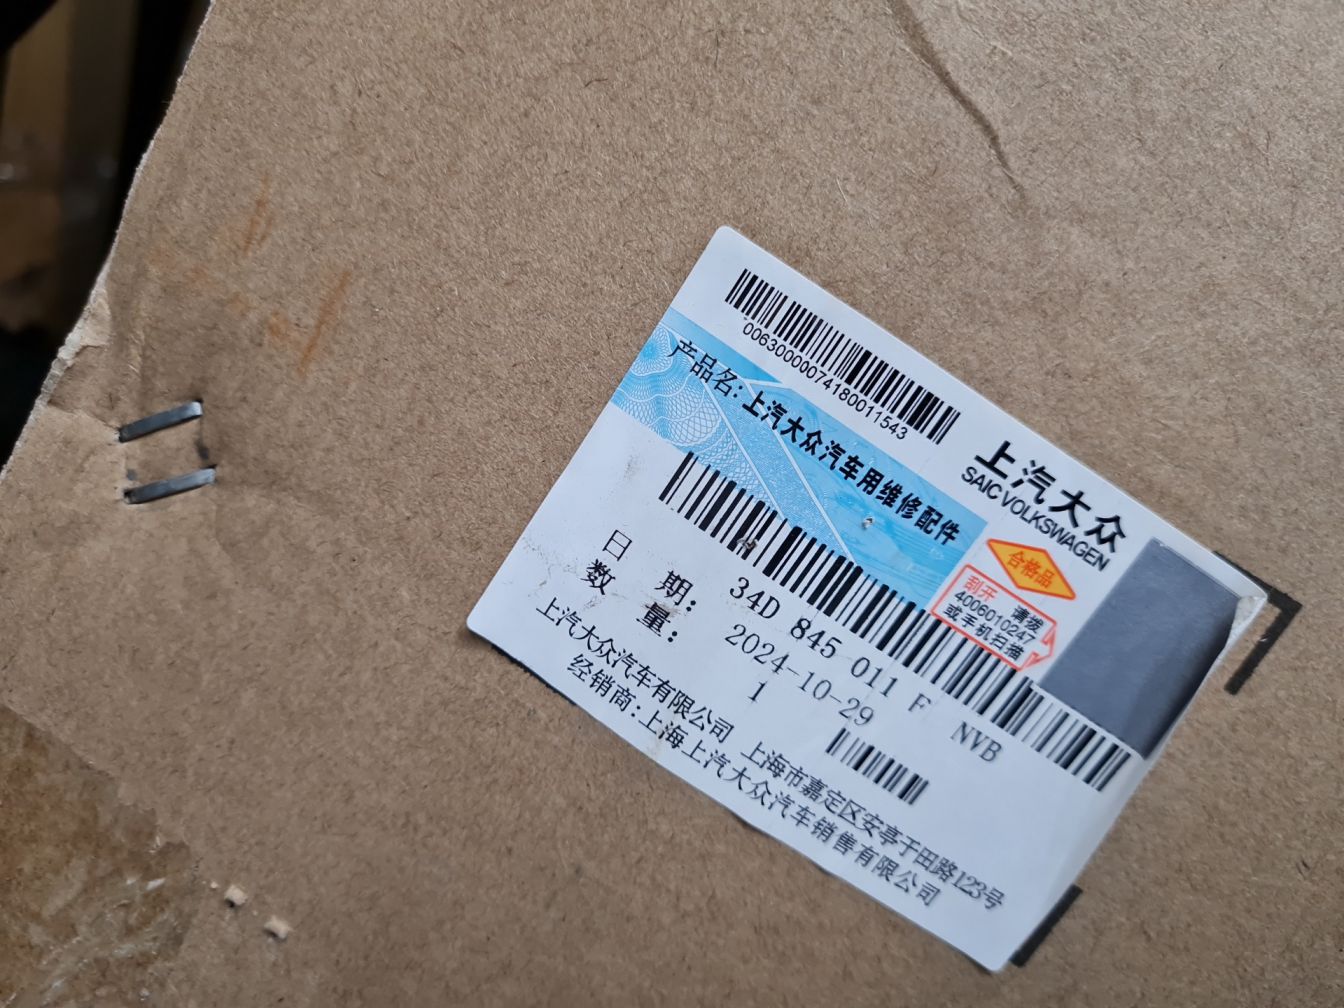 0063000007418001154​3
上汽大众
SAIC VOLKSWAGEN
产品名:上汽大众汽车用维修配件
合格品
刮开 请拨
4006010247
或手机扫描
34D 845 011 F NVB
日 期: 2024-10-29
数 量: 1
上汽大众汽车有限公司 上海市嘉定区安亭于田路123号
经销商:上海上汽大众汽车销售有限公司